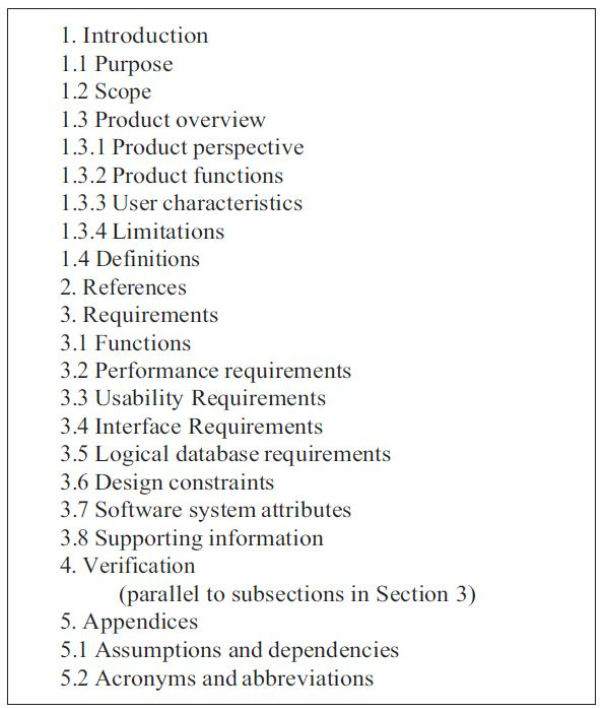 1. Introduction
1.1 Purpose
1.2 Scope
1.3 Product overview
1.3.1 Product perspective
1.3.2 Product functions
1.3.3 User characteristics
1.3.4 Limitations
1.4 Definitions
2. References
3. Requirements
3.1 Functions
3.2 Performance requirements
3.3 Usability Requirements
3.4 Interface Requirements
3.5 Logical database requirements
3.6 Design constraints
3.7 Software system attributes
3.8 Supporting information
4. Verification
(parallel to subsections in Section 3)
5. Appendices
5.1 Assumptions and dependencies
5.2 Acronyms and abbreviations